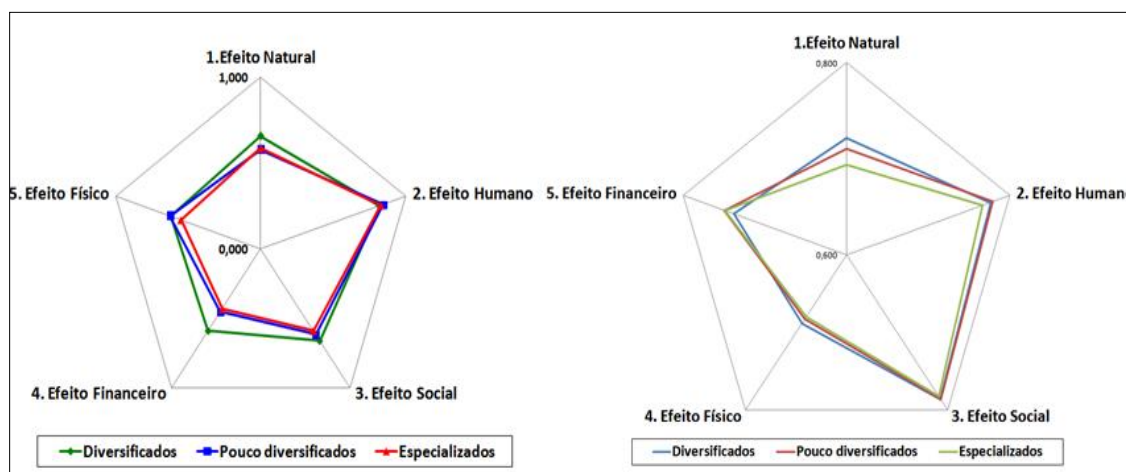 1.Efeito Natural
1,000
5. Efeito Físico
2. Efeito Humano
0,000
4. Efeito Financeiro
3. Efeito Social
Diversificados
Pouco diversificados
Especializados
1.Efeito Natural
0,800
5. Efeito Financeiro
2. Efeito Humano
0,600
4. Efeito Físico
3. Efeito Social
Diversificados
Pouco diversificados
Especializados